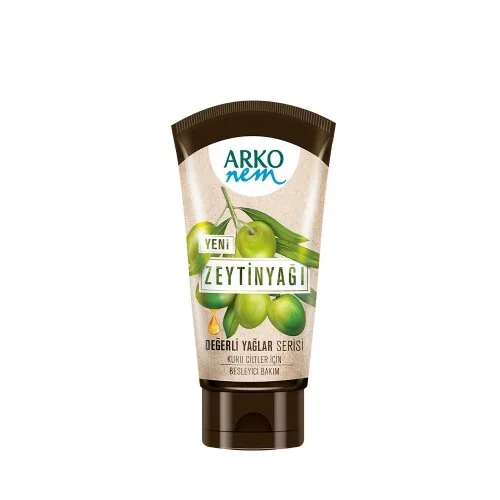 ARKO
nem
YENİ
ZEYTİNYAĞI
DEĞERLİ YAĞLAR SERİSİ
KURU CİLTLER İÇİN
BESLEYİCİ BAKIM